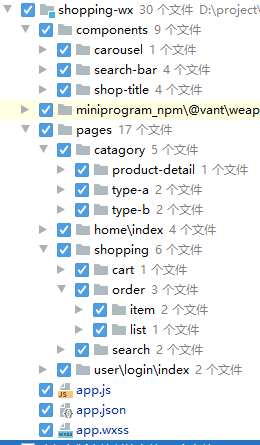 shopping-wx 30 个文件 D:\project\
components 9 个文件
carousel 1 个文件
search-bar 4 个文件
shop-title 4 个文件
miniprogram_npm\@vant\weap
pages 17 个文件
catagory 5 个文件
product-detail 1 个文件
type-a 2 个文件
type-b 2 个文件
home\index 4 个文件
shopping 6 个文件
cart 1 个文件
order 3 个文件
item 2 个文件
list 1 个文件
search 2 个文件
user\login\index 2 个文件
app.js
app.json
app.wxss